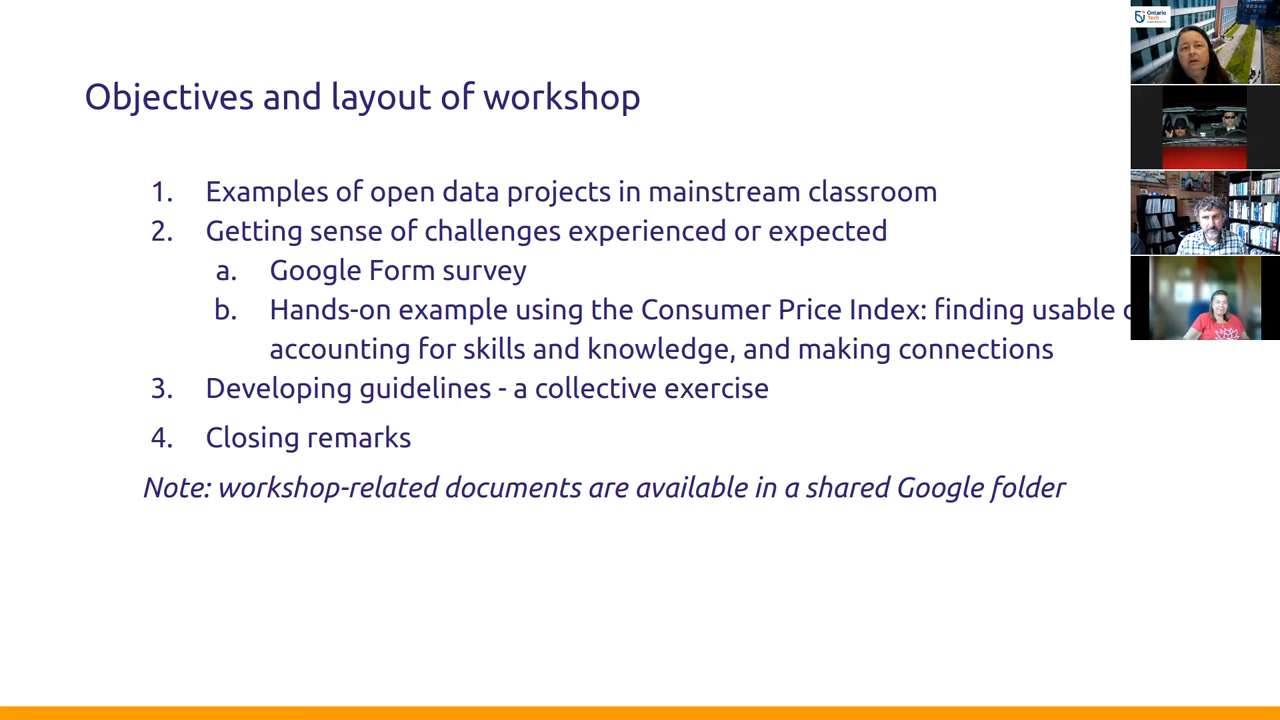 Objectives and layout of workshop
1. Examples of open data projects in mainstream classroom
2. Getting sense of challenges experienced or expected
a. Google Form survey
b. Hands-on example using the Consumer Price Index: finding usable
accounting for skills and knowledge, and making connections
3. Developing guidelines - a collective exercise
4. Closing remarks
Note: workshop-related documents are available in a shared Google folder
Ontario
Tech